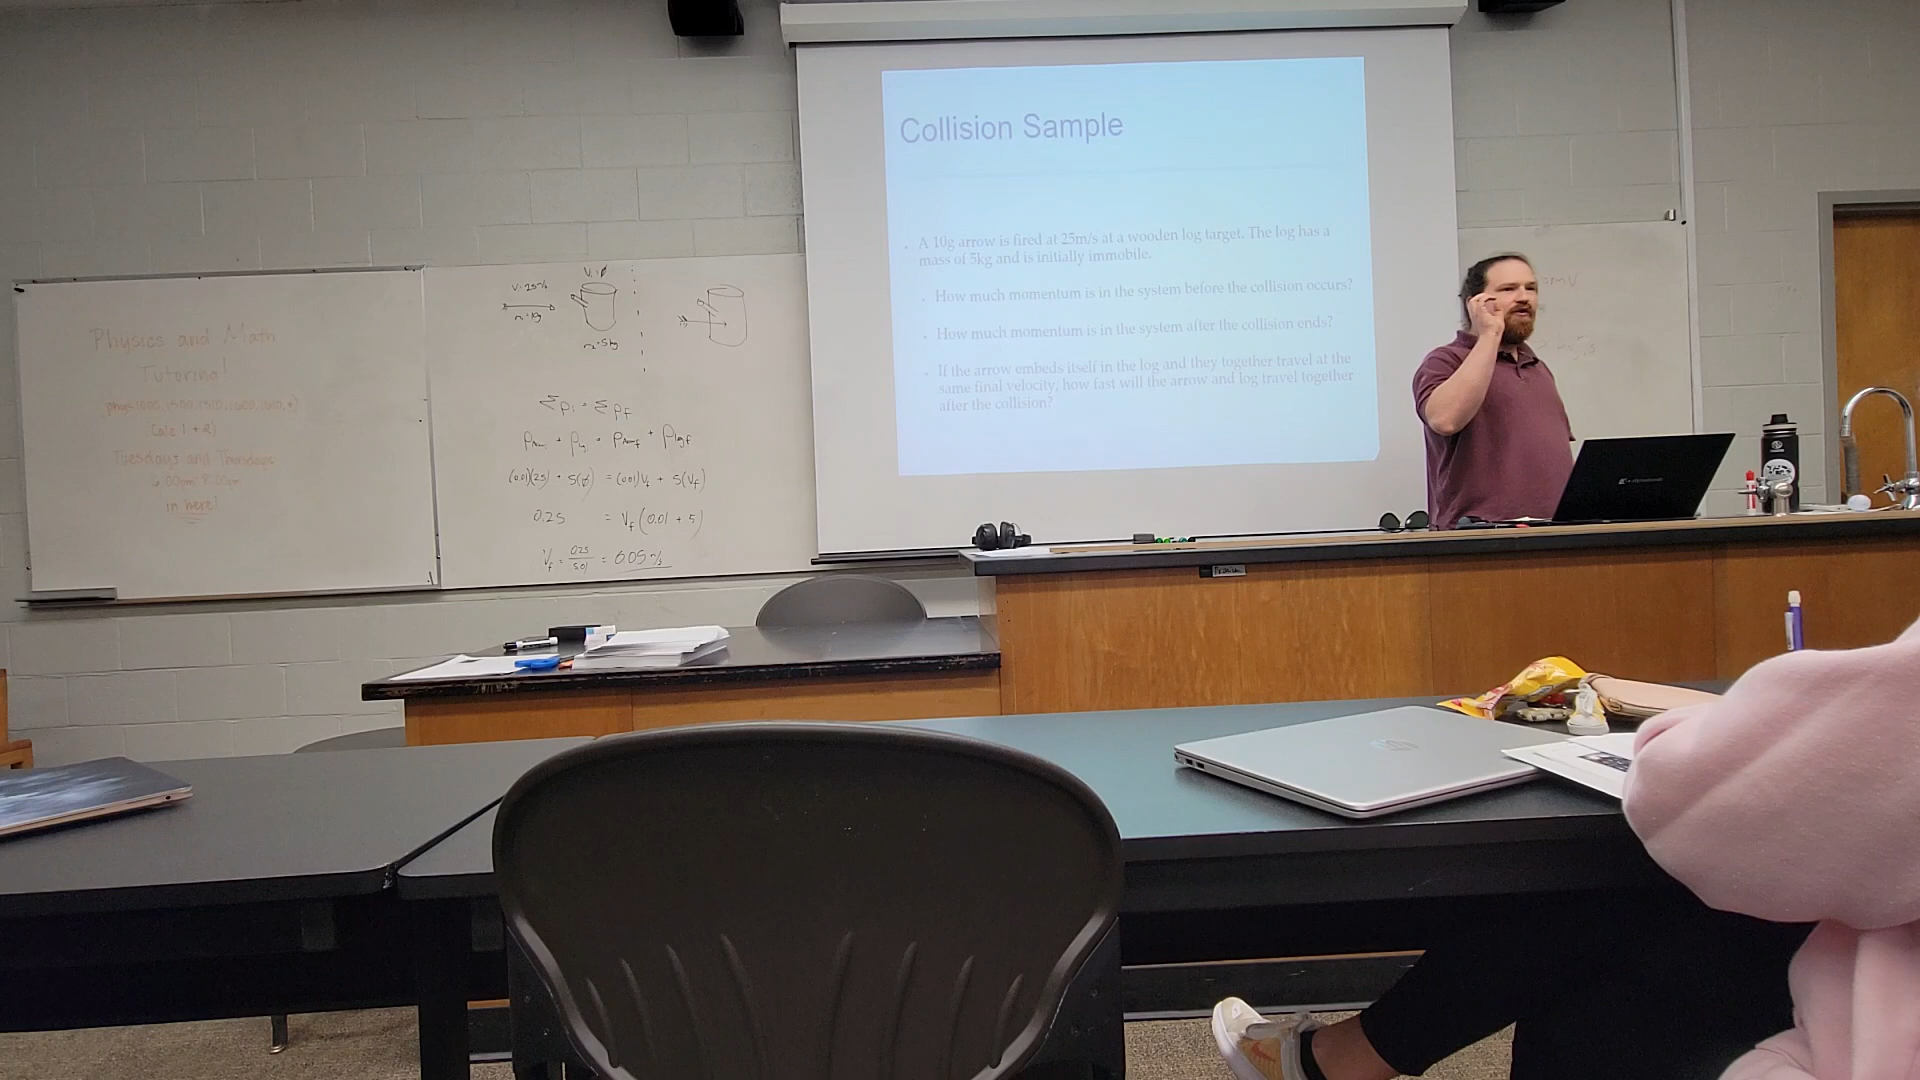 Physics and Math
Tutoring!
Calc 1 + 2)
Tuesdays and Thursdays
in here!
V=25m/s
m=10g
m=5kg
Σpi = Σpf
(0.01)(25) + 5(0) = (0.01)Vf + 5(Vf)
0.25 = Vf (0.01 + 5)
Vf = 0.25/5.01 = 0.05 m/s
Collision Sample
• A 10g arrow is fired at 25m/s at a wooden log target. The log has a
mass of 5kg and is initially immobile.
• How much momentum is in the system before the collision occurs?
• How much momentum is in the system after the collision ends?
• If the arrow embeds itself in the log and they together travel at the
same final velocity, how fast will the arrow and log travel together
after the collision?
hp